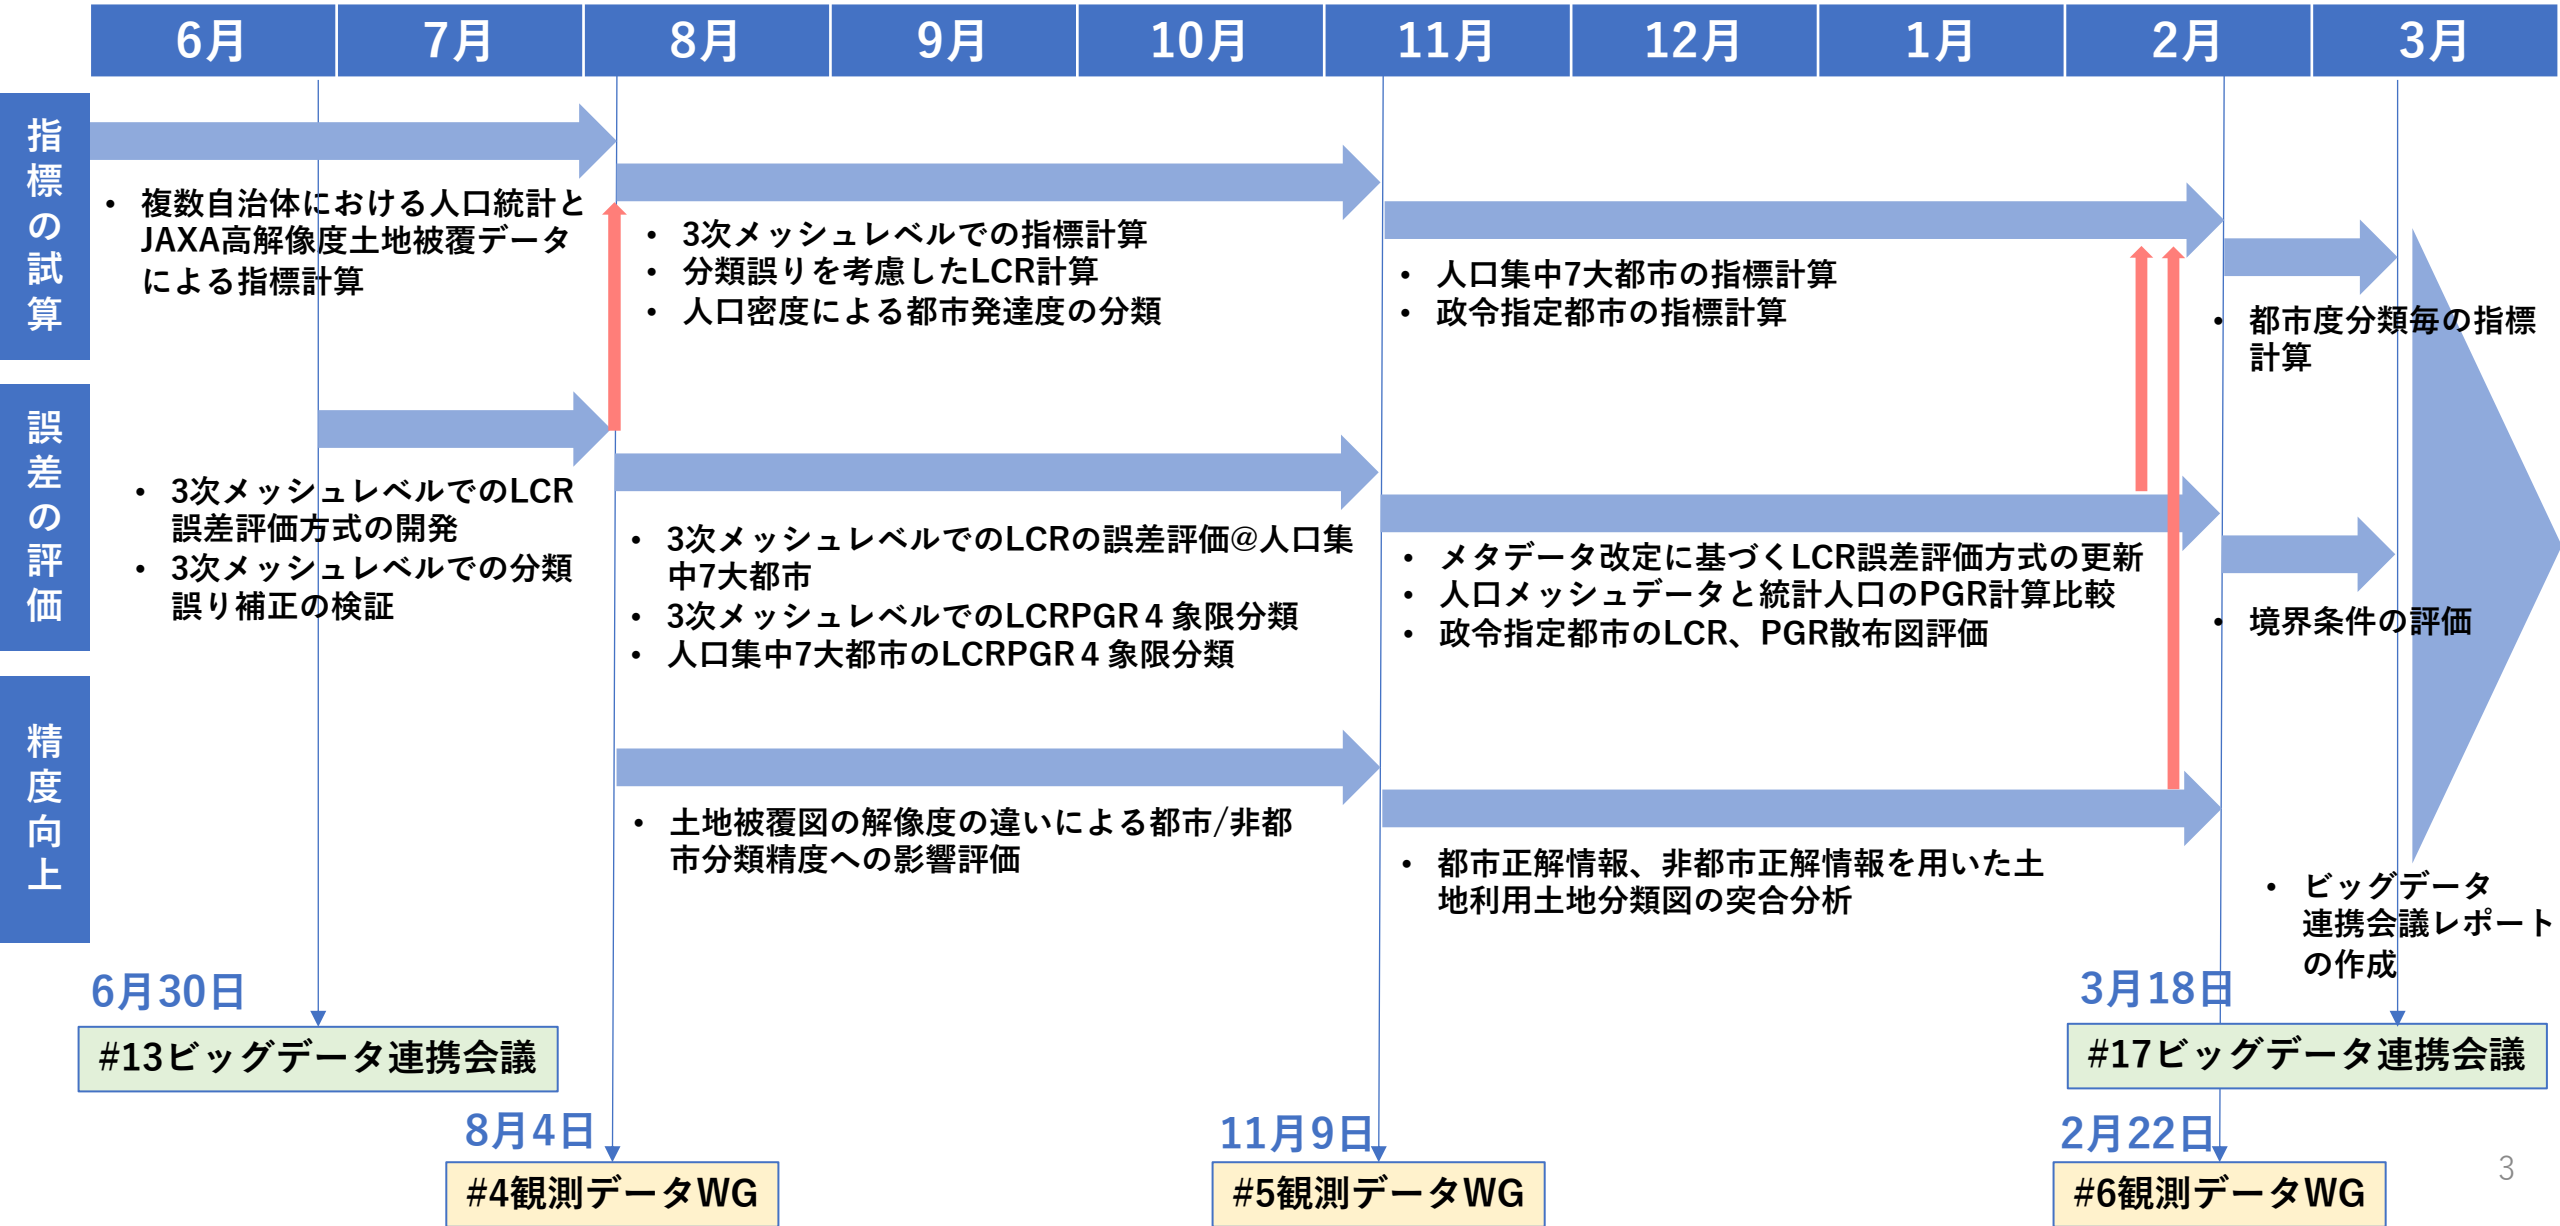 6月 7月 8月 9月 10月 11月 12月 1月 2月 3月
指標の試算
• 複数自治体における人口統計と
JAXA高解像度土地被覆データ
による指標計算
• 3次メッシュレベルでの指標計算
• 分類誤りを考慮したLCR計算
• 人口密度による都市発達度の分類
• 人口集中7大都市の指標計算
• 政令指定都市の指標計算
• 都市度分類毎の指標
計算
誤差の評価
• 3次メッシュレベルでのLCR
誤差評価方式の開発
• 3次メッシュレベルでの分類
誤り補正の検証
• 3次メッシュレベルでのLCRの誤差評価@人口集
中7大都市
• 3次メッシュレベルでのLCRPGR４象限分類
• 人口集中7大都市のLCRPGR４象限分類
• メタデータ改定に基づくLCR誤差評価方式の更新
• 人口メッシュデータと統計人口のPGR計算比較
• 政令指定都市のLCR、PGR散布図評価
• 境界条件の評価
精度向上
• 土地被覆図の解像度の違いによる都市/非都
市分類精度への影響評価
• 都市正解情報、非都市正解情報を用いた土
地利用土地分類図の突合分析
• ビッグデータ
連携会議レポート
の作成
6月30日
#13ビッグデータ連携会議
3月18日
#17ビッグデータ連携会議
8月4日
#4観測データWG
11月9日
#5観測データWG
2月22日
#6観測データWG
3